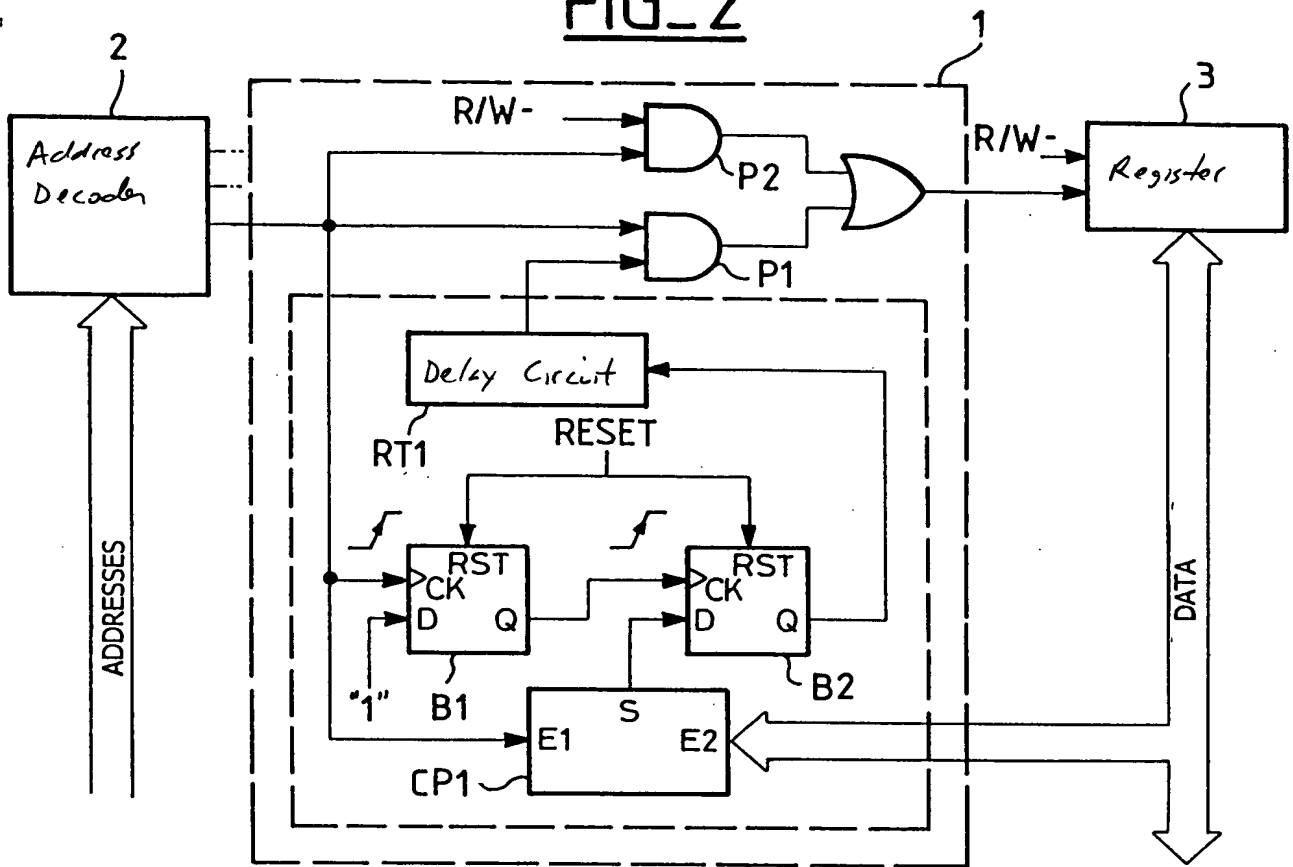 FIG_2
2
1
3
Address
Decoder
R/W-
P2
P1
R/W-
Register
Delay Circuit
RT1
RESET
RST
CK
D
Q
"1"
B1
RST
CK
D
Q
B2
S
E1
E2
CP1
ADDRESSES
DATA